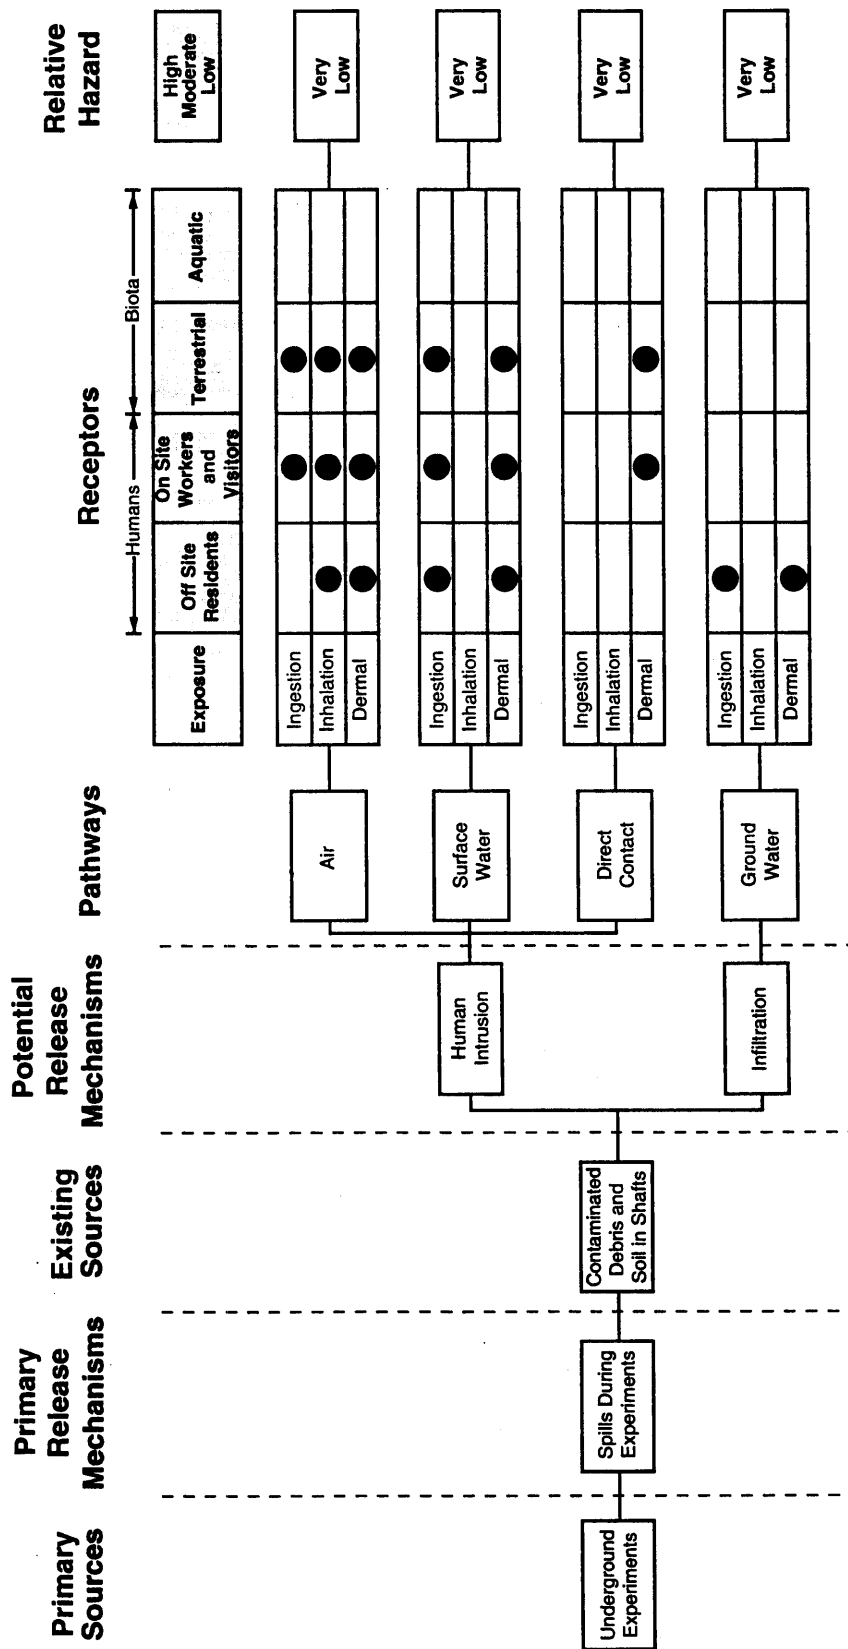 Primary
Sources
Primary
Release
Mechanisms
Existing
Sources
Potential
Release
Mechanisms
Pathways
Receptors
Relative
Hazard
Humans
Biota
Exposure
Off Site
Residents
On Site
Workers
and
Visitors
Terrestrial
Aquatic
High
Moderate
Low
Underground
Experiments
Spills During
Experiments
Contaminated
Debris and
Soil in Shafts
Human
Intrusion
Infiltration
Air
Ingestion
Inhalation
Dermal
Very
Low
Surface
Water
Ingestion
Inhalation
Dermal
Very
Low
Direct
Contact
Ingestion
Inhalation
Dermal
Very
Low
Ground
Water
Ingestion
Inhalation
Dermal
Very
Low